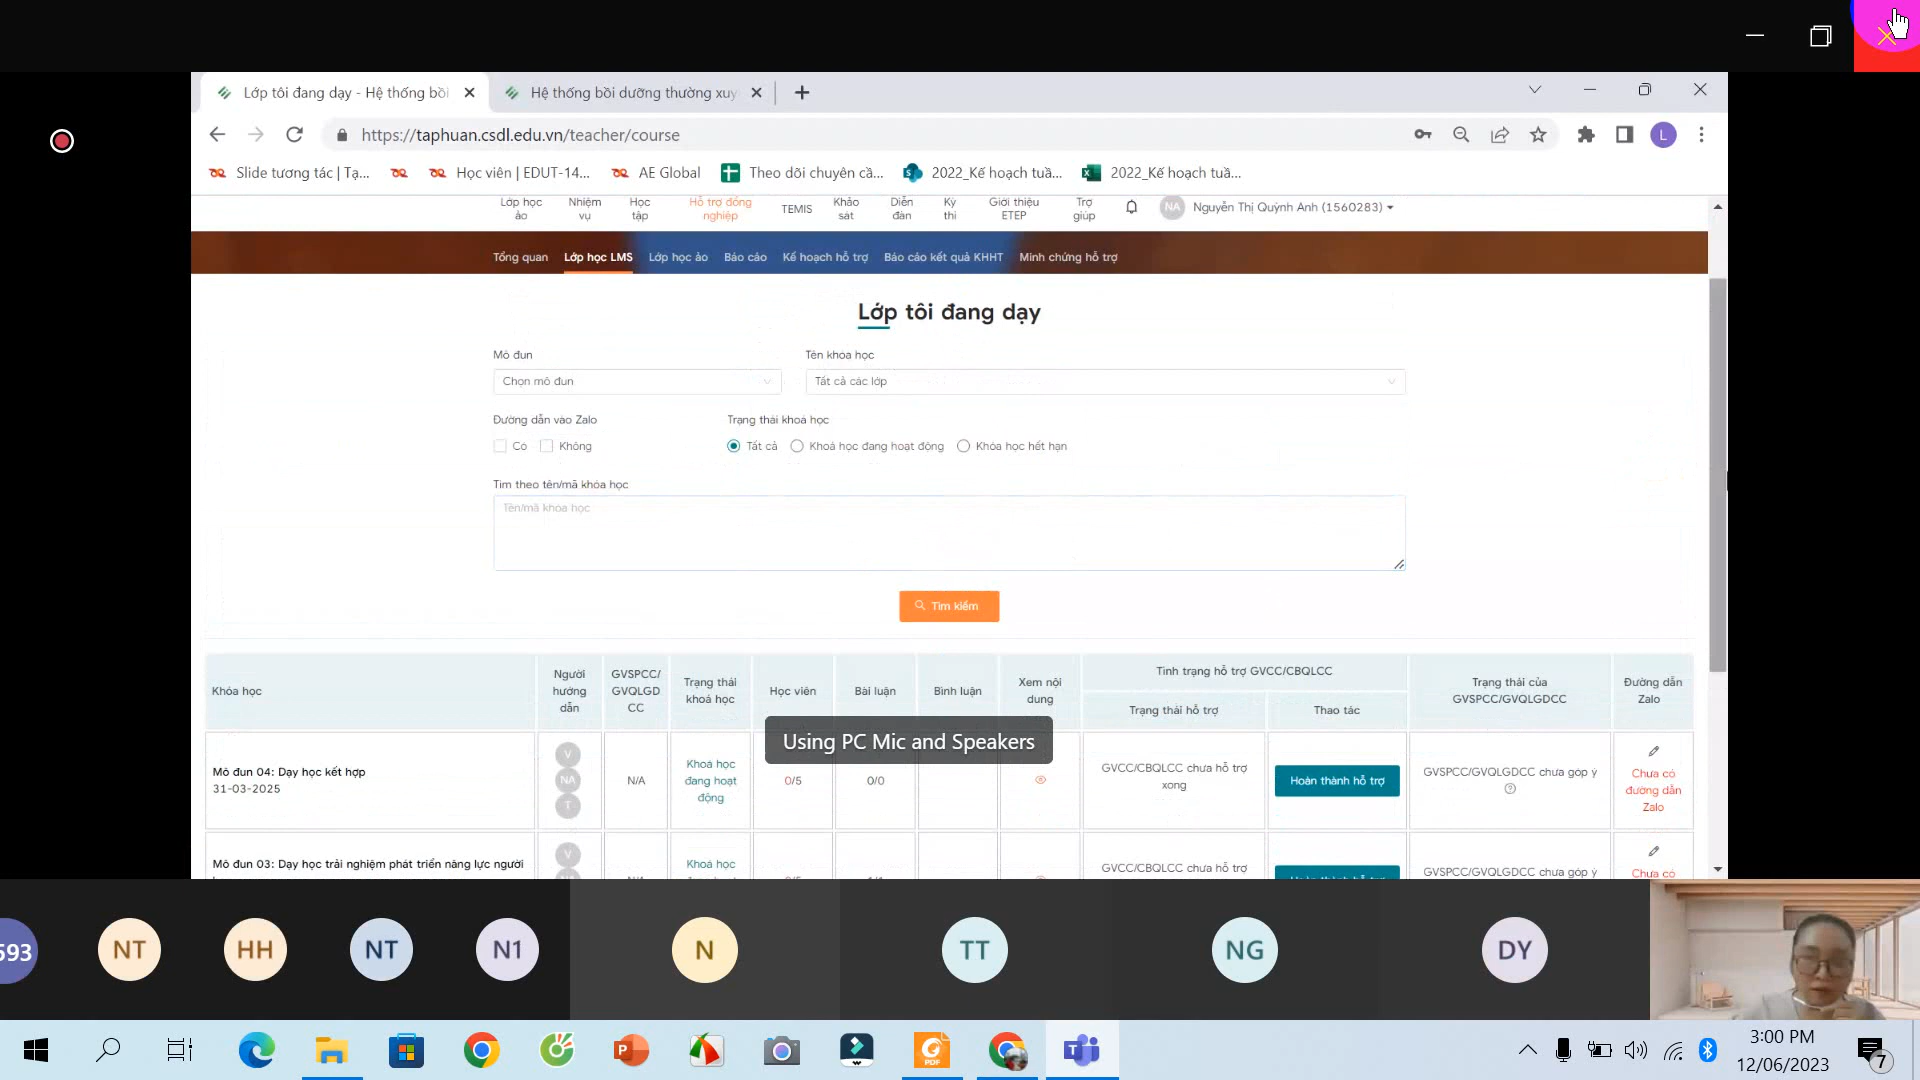 Lớp tôi đang dạy - Hệ thống bồi
Hệ thống bồi dưỡng thường xuy
https://taphuan.csdl.edu.vn/teacher/course
L
Slide tương tác | Tạ...
Học viên | EDUT-14...
AE Global
Theo dõi chuyên cầ...
2022_Kế hoạch tuầ...
2022_Kế hoạch tuầ...
Lớp học ảo
Nhiệm vụ
Học tập
Hỗ trợ đồng nghiệp
TEMIS
Khảo sát
Diễn đàn
Kỳ thi
Giới thiệu ETEP
Trợ giúp
NA
Nguyễn Thị Quỳnh Anh (1560283)
Tổng quan
Lớp học LMS
Lớp học ảo
Báo cáo
Kế hoạch hỗ trợ
Báo cáo kết quả KHHT
Minh chứng hỗ trợ
Lớp tôi đang dạy
Mô đun
Tên khóa học
Chọn mô đun
Tất cả các lớp
Đường dẫn vào Zalo
Trạng thái khoá học
Có
Không
Tất cả
Khoá học đang hoạt động
Khóa học hết hạn
Tìm theo tên/mã khóa học
Tên/mã khóa học
Tìm kiếm
Khóa học
Người hướng dẫn
GVSPCC/ GVQLGD CC
Trạng thái khoá học
Học viên
Bài luận
Bình luận
Xem nội dung
Tình trạng hỗ trợ GVCC/CBQLCC
Trạng thái hỗ trợ
Thao tác
Trạng thái của GVSPCC/GVQLGDCC
Đường dẫn Zalo
Using PC Mic and Speakers
Mô đun 04: Dạy học kết hợp
31-03-2025
V
NA
T
N/A
Khoá học đang hoạt động
0/5
0/0
GVCC/CBQLCC chưa hỗ trợ xong
Hoàn thành hỗ trợ
GVSPCC/GVQLGDCC chưa góp ý
Chưa có đường dẫn Zalo
Mô đun 03: Dạy học trải nghiệm phát triển năng lực người
V
Khoá học
GVCC/CBQLCC chưa hỗ trợ
GVSPCC/GVQLGDCC chưa góp ý
Chưa có
593
NT
HH
NT
N1
N
TT
NG
DY
3:00 PM
12/06/2023
7